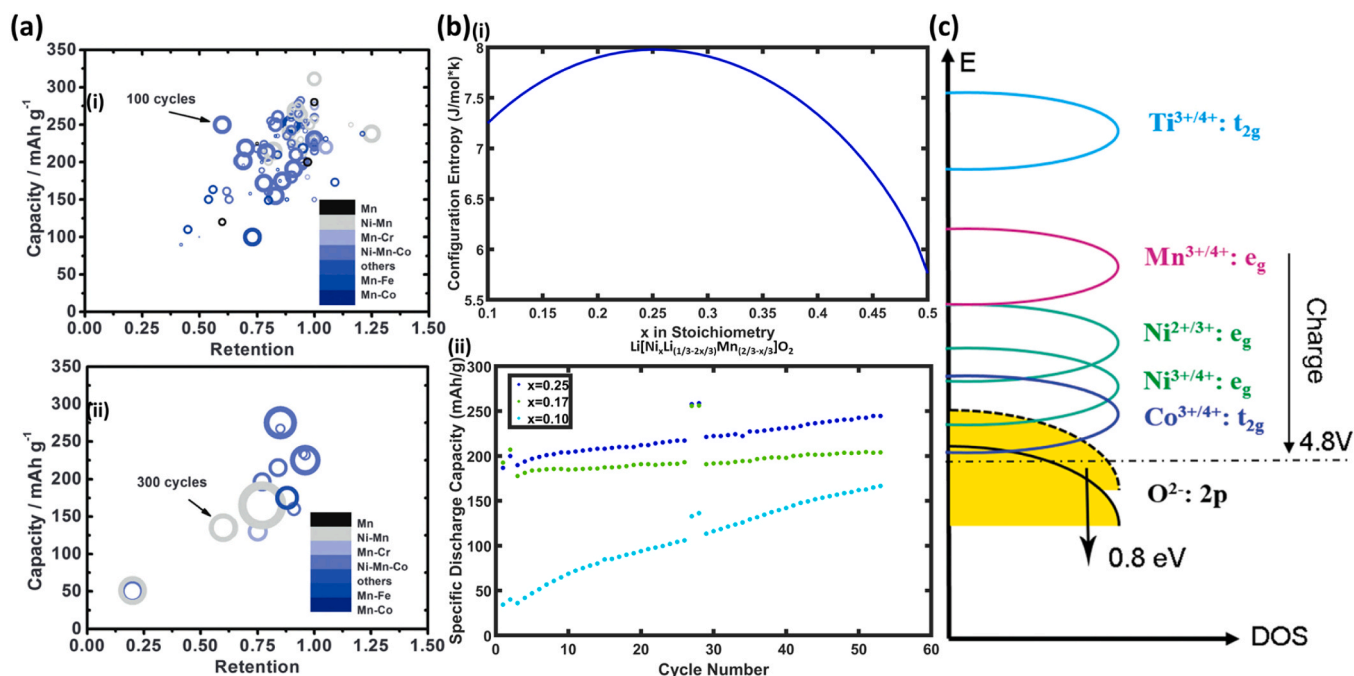 (a)
350
300
250
200
150
100
50
0
Capacity / mAh g⁻¹
(i)
100 cycles
Mn
Ni-Mn
Mn-Cr
Ni-Mn-Co
others
Mn-Fe
Mn-Co
0.00 0.25 0.50 0.75 1.00 1.25 1.50
Retention
350
300
250
200
150
100
50
0
Capacity / mAh g⁻¹
(ii)
300 cycles
Mn
Ni-Mn
Mn-Cr
Ni-Mn-Co
others
Mn-Fe
Mn-Co
0.00 0.25 0.50 0.75 1.00 1.25 1.50
Retention
(b)(i)
8
7.5
7
6.5
6
5.5
Configuration Entropy (J/mol*k)
0.1 0.15 0.2 0.25 0.3 0.35 0.4 0.45 0.5
x in Stoichiometry
Li[NiₓLi₍₁/₃₋₂ₓ/₃₎Mn₍₂/₃₋ₓ/₃₎]O₂
(ii)
300
250
200
150
100
50
0
Specific Discharge Capacity (mAh/g)
x=0.25
x=0.17
x=0.10
0 10 20 30 40 50 60
Cycle Number
(c)
E
Ti³⁺/⁴⁺: t₂g
Mn³⁺/⁴⁺: eg
Ni²⁺/³⁺: eg
Ni³⁺/⁴⁺: eg
Co³⁺/⁴⁺: t₂g
Charge
4.8V
O²⁻: 2p
0.8 eV
DOS